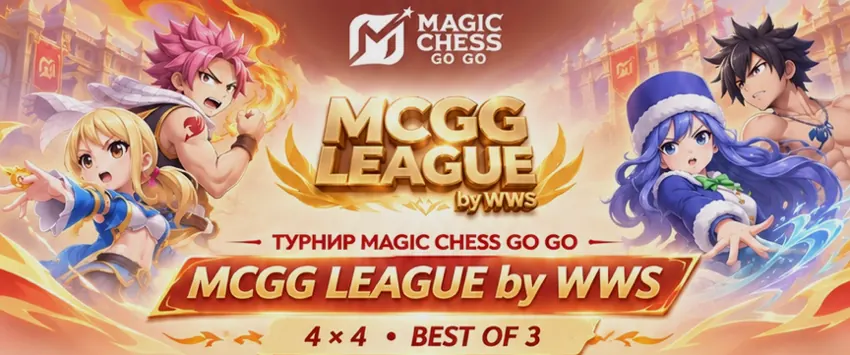 MAGIC
CHESS
GO GO
MCGG
LEAGUE
by WWS
ТУРНИР MAGIC CHESS GO GO
MCGG LEAGUE by WWS
4 × 4 • BEST OF 3